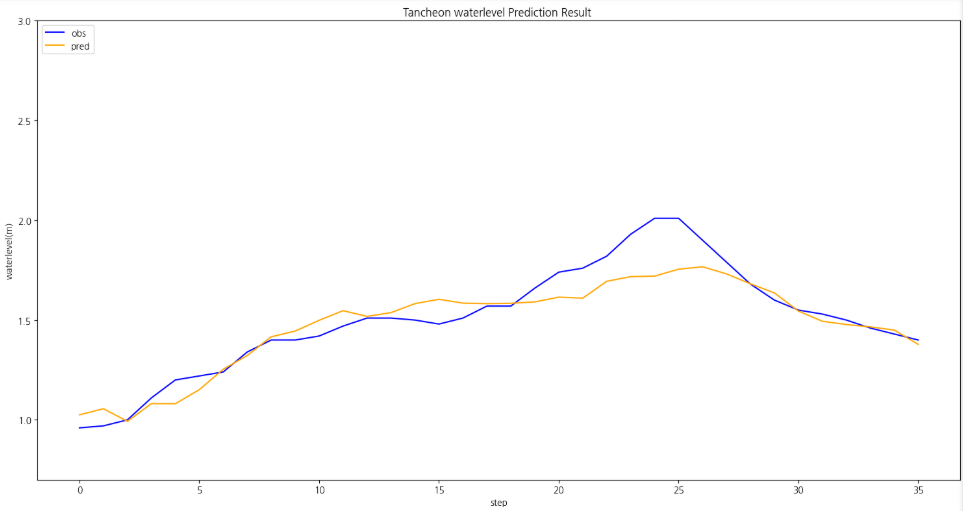 Tancheon waterlevel Prediction Result
obs
pred
3.0
2.5
2.0
1.5
1.0
waterlevel(m)
0 5 10 15 20 25 30 35
step